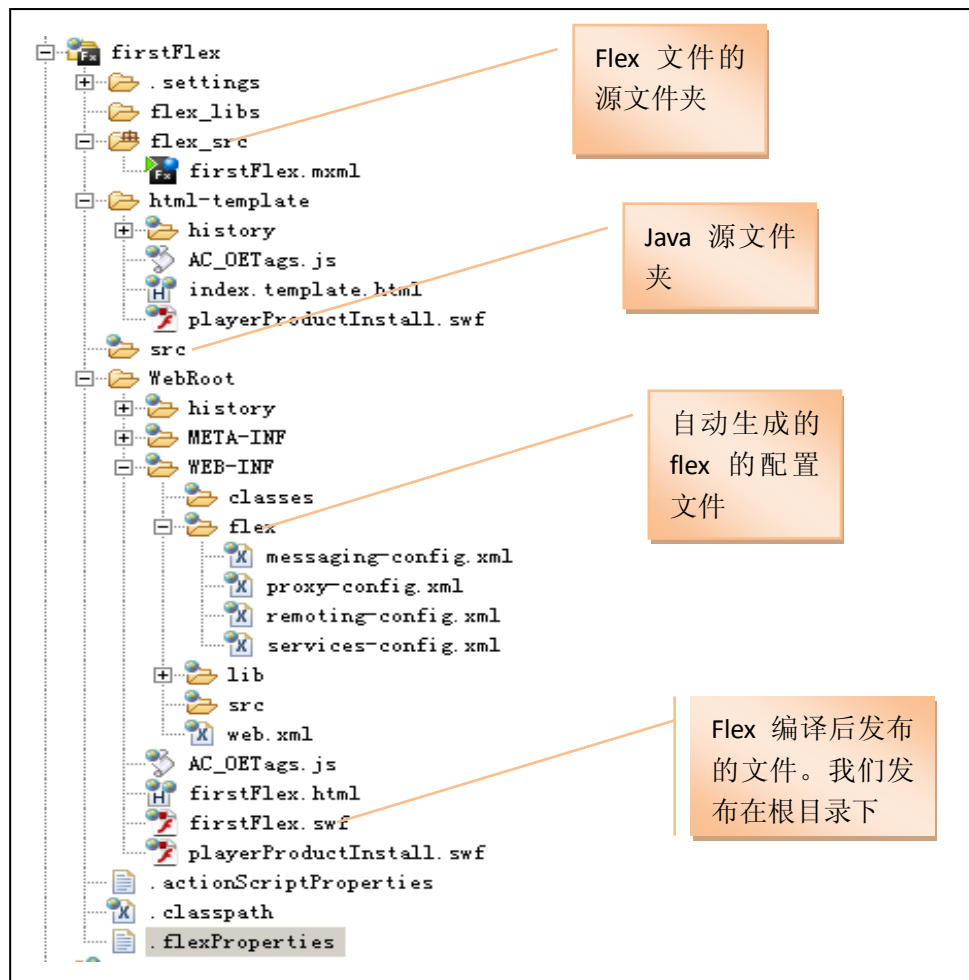 firstFlex
.settings
flex_libs
flex_src
firstFlex.mxml
html-template
history
AC_OETags.js
index.template.html
playerProductInstall.swf
src
WebRoot
history
META-INF
WEB-INF
classes
flex
messaging-config.xml
proxy-config.xml
remoting-config.xml
services-config.xml
lib
src
web.xml
AC_OETags.js
firstFlex.html
firstFlex.swf
playerProductInstall.swf
.actionScriptProperties
.classpath
.flexProperties
Flex 文件的
源文件夹
Java 源文件
夹
自动生成的
flex 的配置
文件
Flex 编译后发布
的文件。我们发
布在根目录下